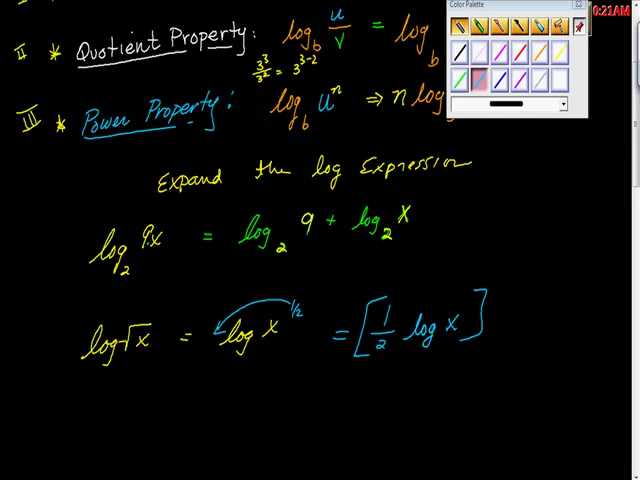 Color Palette
0:21AM
II * Quotient Property: log_b u/v = log_b
3^3/3^2 = 3^{3-2}
III * Power Property: log_b u^n ⇒ n log
Expand the log Expression
log_2 9x = log_2 9 + log_2 x
log √x = log x^{1/2} = [1/2 log x]